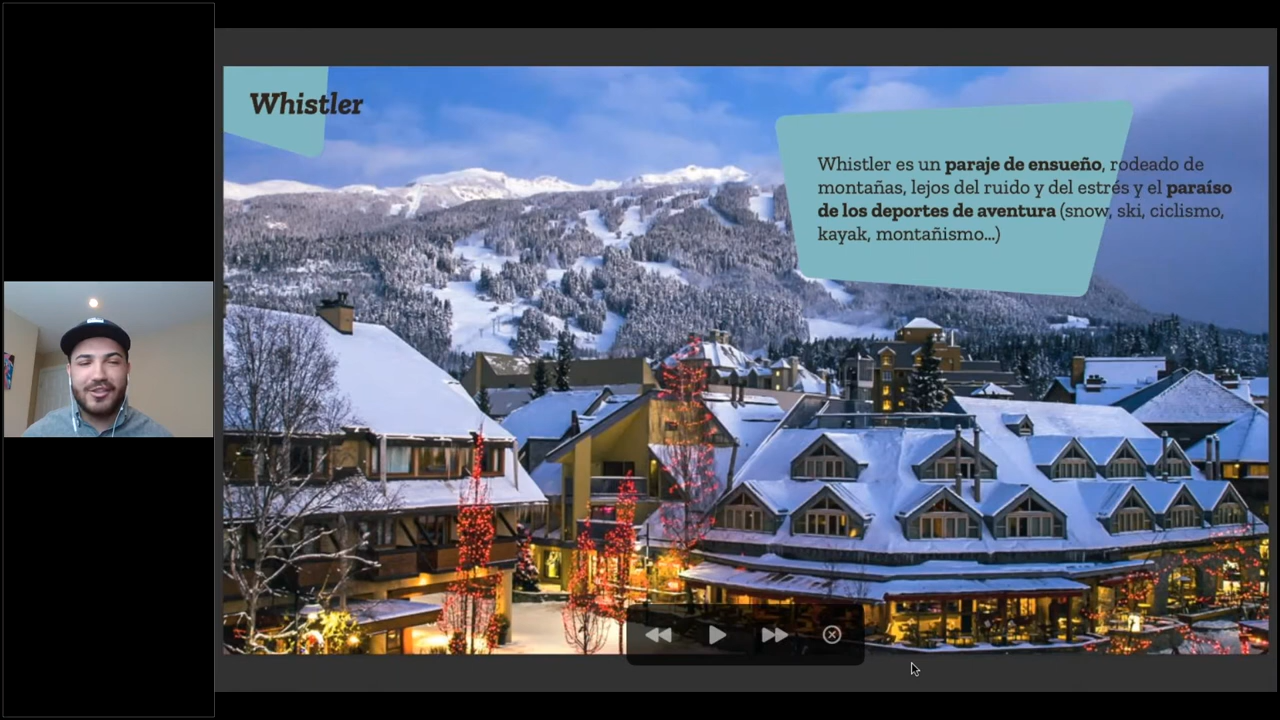 Whistler
Whistler es un paraje de ensueño, rodeado de
montañas, lejos del ruido y del estrés y el paraíso
de los deportes de aventura (snow, ski, ciclismo,
kayak, montañismo...)